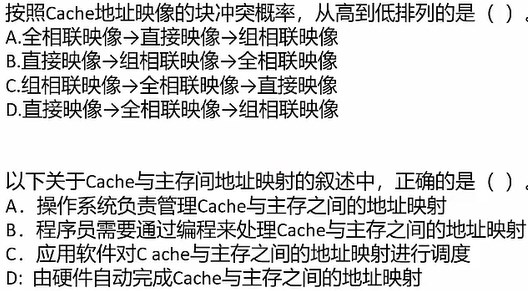 按照Cache地址映像的块冲突概率，从高到低排列的是（ ）。
A.全相联映像→直接映像→组相联映像
B.直接映像→组相联映像→全相联映像
C.组相联映像→全相联映像→直接映像
D.直接映像→全相联映像→组相联映像
以下关于Cache与主存间地址映射的叙述中，正确的是（ ）。
A．操作系统负责管理Cache与主存之间的地址映射
B．程序员需要通过编程来处理Cache与主存之间的地址映射
C．应用软件对C ache与主存之间的地址映射进行调度
D: 由硬件自动完成Cache与主存之间的地址映射